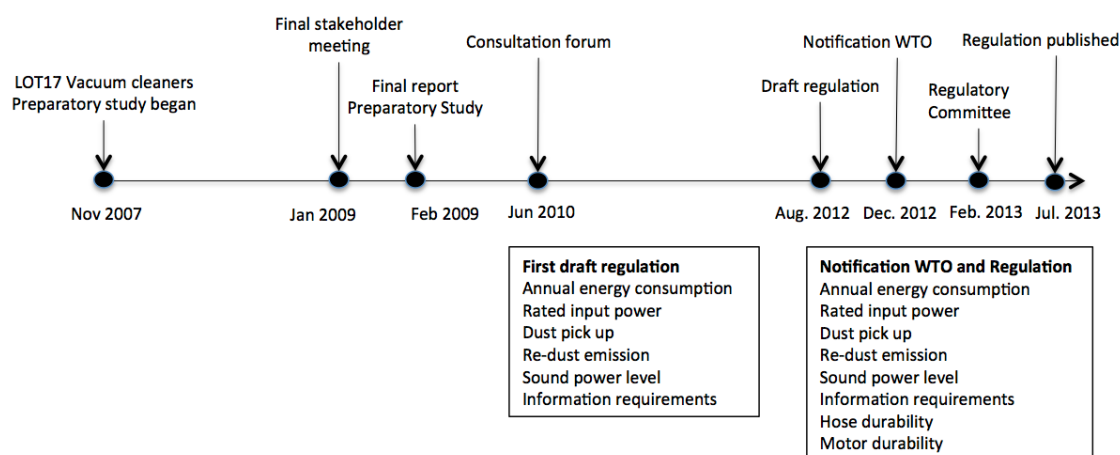 LOT17 Vacuum cleaners
Preparatory study began
Final stakeholder
meeting
Final report
Preparatory Study
Consultation forum
Draft regulation
Notification WTO
Regulatory
Committee
Regulation published
Nov 2007
Jan 2009
Feb 2009
Jun 2010
Aug. 2012
Dec. 2012
Feb. 2013
Jul. 2013
First draft regulation
Annual energy consumption
Rated input power
Dust pick up
Re-dust emission
Sound power level
Information requirements
Notification WTO and Regulation
Annual energy consumption
Rated input power
Dust pick up
Re-dust emission
Sound power level
Information requirements
Hose durability
Motor durability